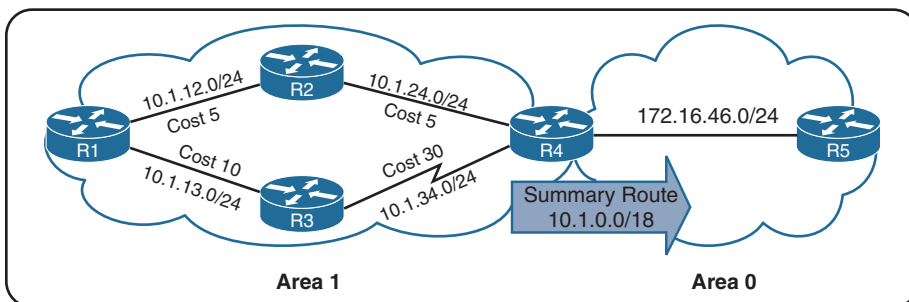 10.1.12.0/24
Cost 5
R2
10.1.24.0/24
Cost 5
R1
Cost 10
10.1.13.0/24
R3
Cost 30
10.1.34.0/24
R4
172.16.46.0/24
R5
Summary Route
10.1.0.0/18
Area 1
Area 0